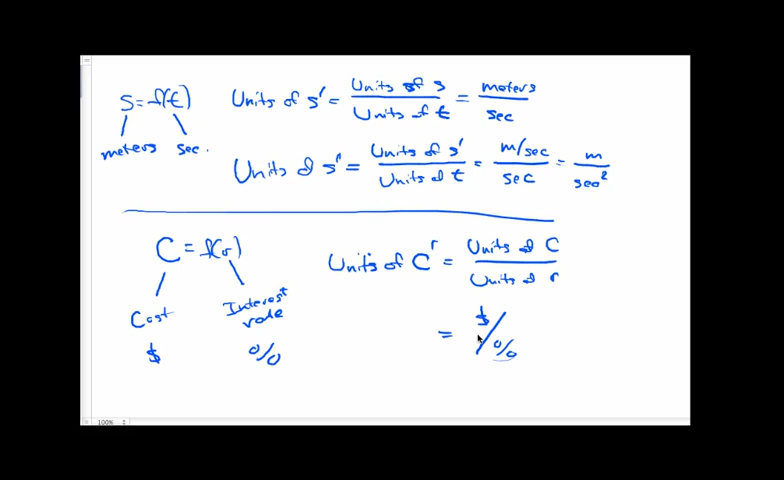 S = f(t)
meters sec.
Units of s' = Units of s / Units of t = meters / sec
Units of s'' = Units of s' / Units of t = m/sec / sec = m / sec²
C = f(r)
Cost Interest rate
$ %
Units of C' = Units of C / Units of r
= $/%
100%